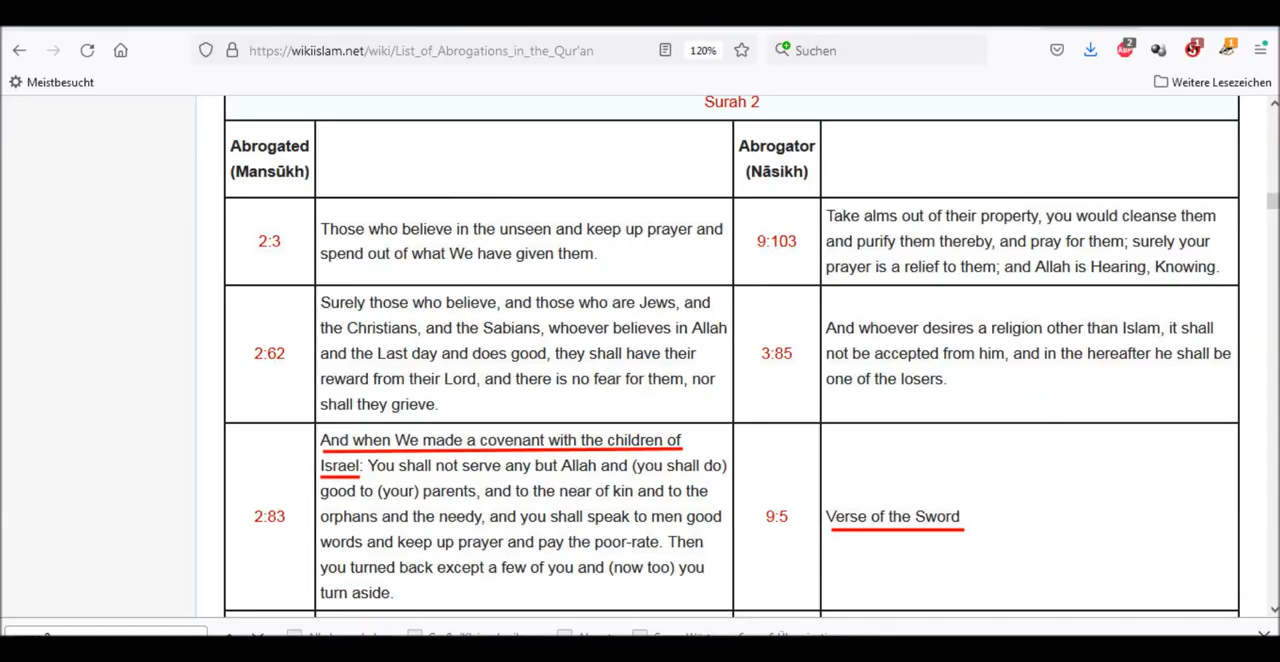 https://wikiislam.net/wiki/List_of_Abrogations_in_the_Qur'an
120%
Suchen
2
1
1
Meistbesucht
Weitere Lesezeichen
Surah 2
Abrogated
(Mansūkh)
Abrogator
(Nāsikh)
2:3
Those who believe in the unseen and keep up prayer and
spend out of what We have given them.
9:103
Take alms out of their property, you would cleanse them
and purify them thereby, and pray for them; surely your
prayer is a relief to them; and Allah is Hearing, Knowing.
2:62
Surely those who believe, and those who are Jews, and
the Christians, and the Sabians, whoever believes in Allah
and the Last day and does good, they shall have their
reward from their Lord, and there is no fear for them, nor
shall they grieve.
3:85
And whoever desires a religion other than Islam, it shall
not be accepted from him, and in the hereafter he shall be
one of the losers.
2:83
And when We made a covenant with the children of
Israel: You shall not serve any but Allah and (you shall do)
good to (your) parents, and to the near of kin and to the
orphans and the needy, and you shall speak to men good
words and keep up prayer and pay the poor-rate. Then
you turned back except a few of you and (now too) you
turn aside.
9:5
Verse of the Sword